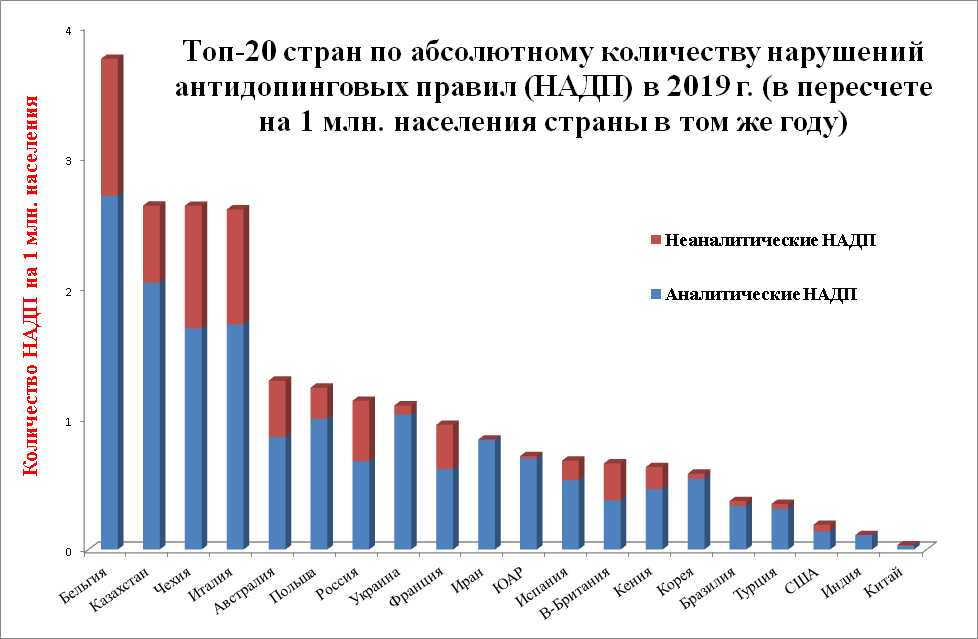 Топ-20 стран по абсолютному количеству нарушений
антидопинговых правил (НАДП) в 2019 г. (в пересчете
на 1 млн. населения страны в том же году)
Количество НАДП на 1 млн. населения
4
3
2
1
0
Неаналитические НАДП
Аналитические НАДП
Бельгия
Казахстан
Чехия
Италия
Австралия
Польша
Россия
Украина
Франция
Иран
ЮАР
Испания
В-Британия
Кения
Корея
Бразилия
Турция
США
Индия
Китай